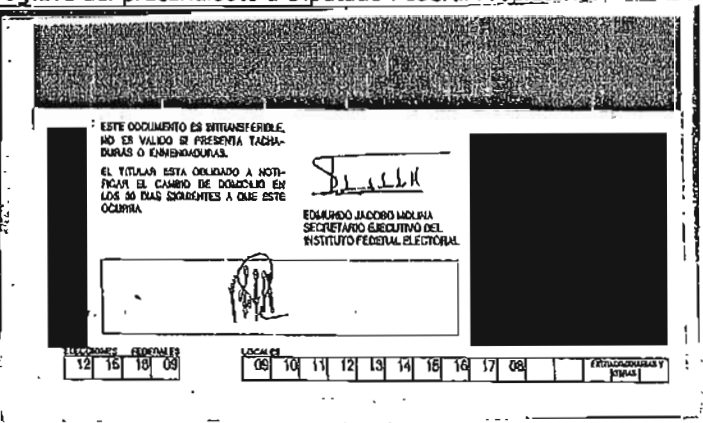 ESTE DOCUMENTO ES INTRANSFERIBLE,
NO ES VALIDO SI PRESENTA TACHA-
DURAS O ENMENDADURAS.
EL TITULAR ESTA OBLIGADO A NOTI-
FICAR EL CAMBIO DE DOMICILIO EN
LOS 30 DIAS SIGUIENTES A QUE ESTE
OCURRA
EDMUNDO JACOBO MOLINA
SECRETARIO EJECUTIVO DEL
INSTITUTO FEDERAL ELECTORAL
ELECCIONES FEDERALES
12 15 18 09
LOCALES
09 10 11 12 13 14 15 16 17 08
EXTRAORDINARIAS Y
OTRAS